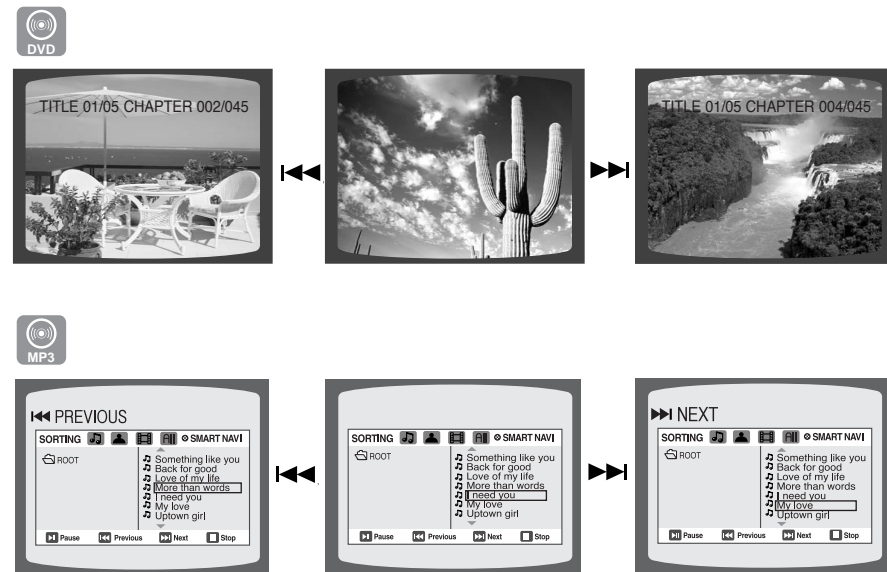 DVD
TITLE 01/05 CHAPTER 002/045
TITLE 01/05 CHAPTER 004/045
MP3
PREVIOUS
SORTING All SMART NAVI
ROOT
Something like you
Back for good
Love of my life
More than words
I need you
My love
Uptown girl
Pause Previous Next Stop
SORTING All SMART NAVI
ROOT
Something like you
Back for good
Love of my life
More than words
I need you
My love
Uptown girl
Pause Previous Next Stop
NEXT
SORTING All SMART NAVI
ROOT
Something like you
Back for good
Love of my life
More than words
I need you
My love
Uptown girl
Pause Previous Next Stop